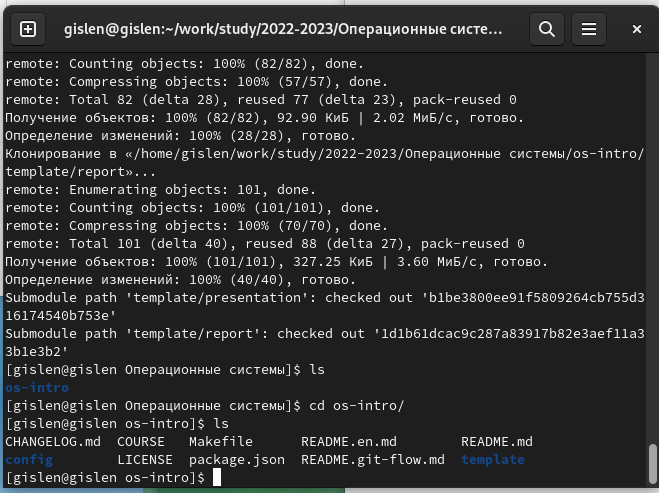 gislen@gislen:~/work/study/2022-2023/Операционные систе…
remote: Counting objects: 100% (82/82), done.
remote: Compressing objects: 100% (57/57), done.
remote: Total 82 (delta 28), reused 77 (delta 23), pack-reused 0
Получение объектов: 100% (82/82), 92.90 КиБ | 2.02 МиБ/с, готово.
Определение изменений: 100% (28/28), готово.
Клонирование в «/home/gislen/work/study/2022-2023/Операционные системы/os-intro/
template/report»...
remote: Enumerating objects: 101, done.
remote: Counting objects: 100% (101/101), done.
remote: Compressing objects: 100% (70/70), done.
remote: Total 101 (delta 40), reused 88 (delta 27), pack-reused 0
Получение объектов: 100% (101/101), 327.25 КиБ | 3.60 МиБ/с, готово.
Определение изменений: 100% (40/40), готово.
Submodule path 'template/presentation': checked out 'b1be3800ee91f5809264cb755d3
16174540b753e'
Submodule path 'template/report': checked out '1d1b61dcac9c287a83917b82e3aef11a3
3b1e3b2'
[gislen@gislen Операционные системы]$ ls
os-intro
[gislen@gislen Операционные системы]$ cd os-intro/
[gislen@gislen os-intro]$ ls
CHANGELOG.md  COURSE   Makefile      README.en.md        README.md
config        LICENSE  package.json  README.git-flow.md  template
[gislen@gislen os-intro]$